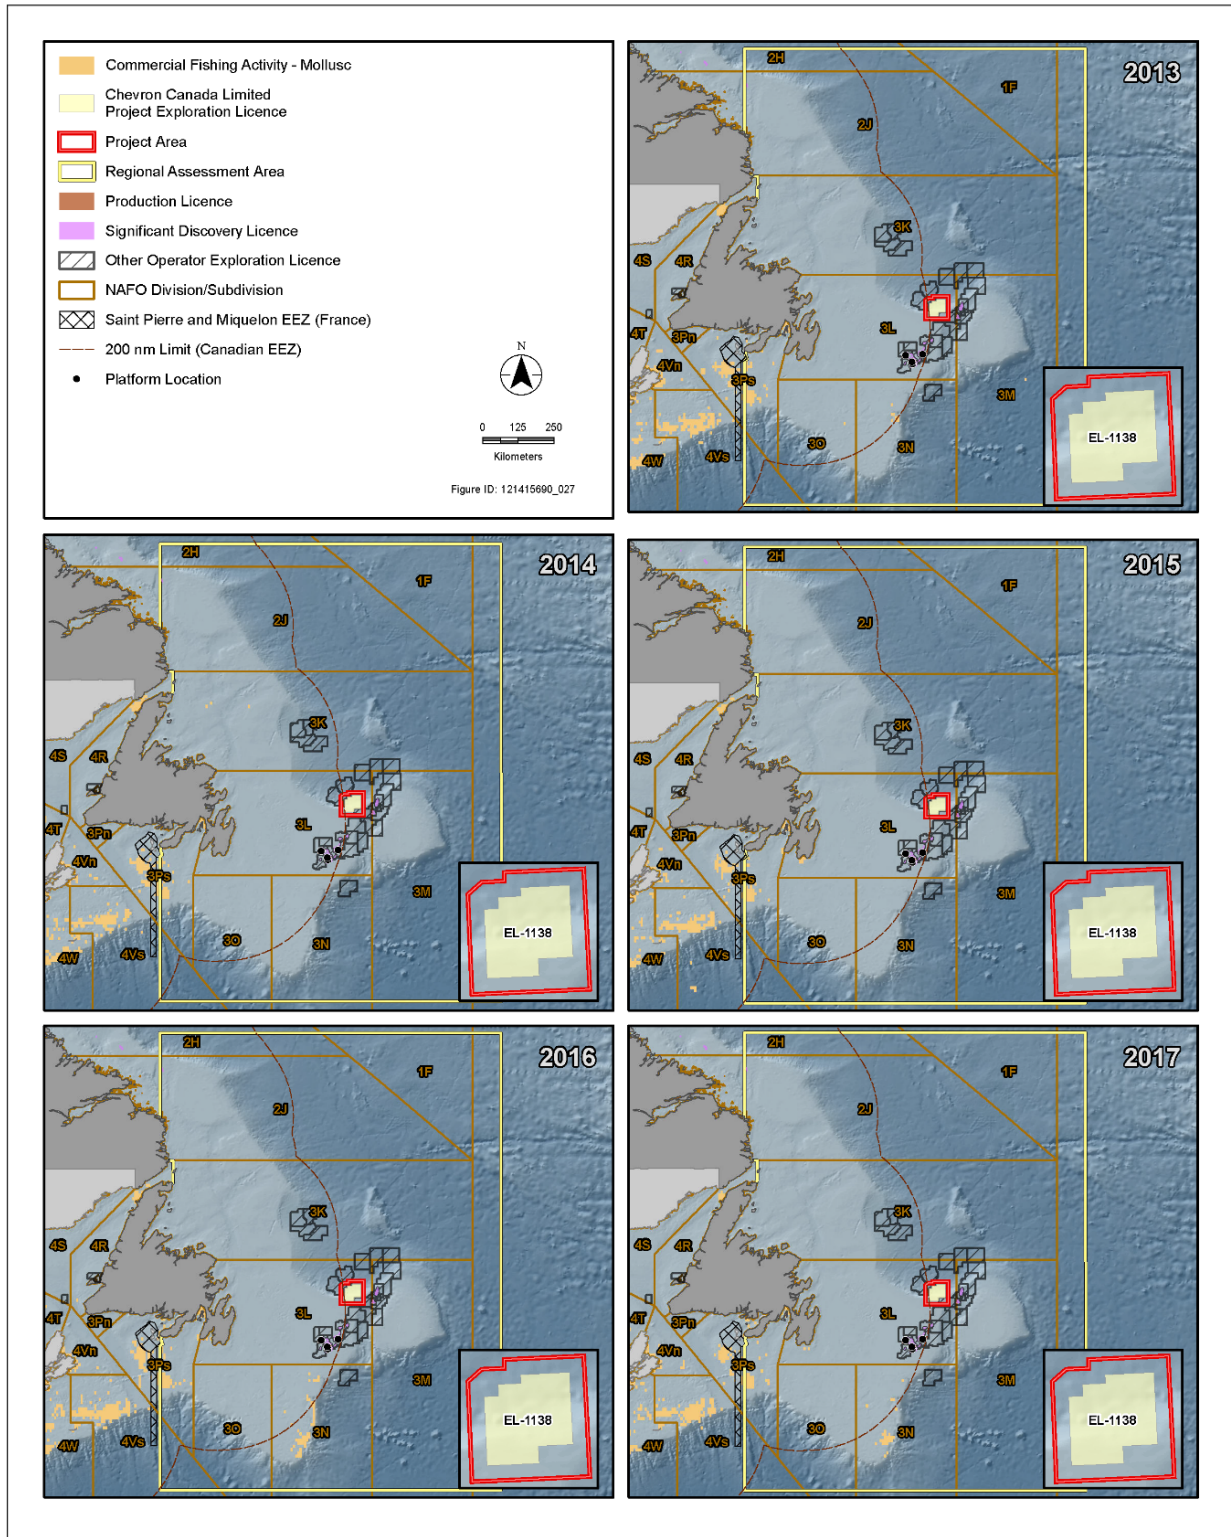 Commercial Fishing Activity - Mollusc
Chevron Canada Limited
Project Exploration Licence
Project Area
Regional Assessment Area
Production Licence
Significant Discovery Licence
Other Operator Exploration Licence
NAFO Division/Subdivision
Saint Pierre and Miquelon EEZ (France)
200 nm Limit (Canadian EEZ)
Platform Location
N
0 125 250
Kilometers
Figure ID: 121415690_027
2013
2H
1F
2J
3K
4S
4R
3L
4T
3Pn
4Vn
3Ps
3M
3O
3N
4W
4Vs
EL-1138
2014
2H
1F
2J
3K
4S
4R
3L
4T
3Pn
4Vn
3Ps
3M
3O
3N
4W
4Vs
EL-1138
2015
2H
1F
2J
3K
4S
4R
3L
4T
3Pn
4Vn
3Ps
3M
3O
3N
4W
4Vs
EL-1138
2016
2H
1F
2J
3K
4S
4R
3L
4T
3Pn
4Vn
3Ps
3M
3O
3N
4W
4Vs
EL-1138
2017
2H
1F
2J
3K
4S
4R
3L
4T
3Pn
4Vn
3Ps
3M
3O
3N
4W
4Vs
EL-1138